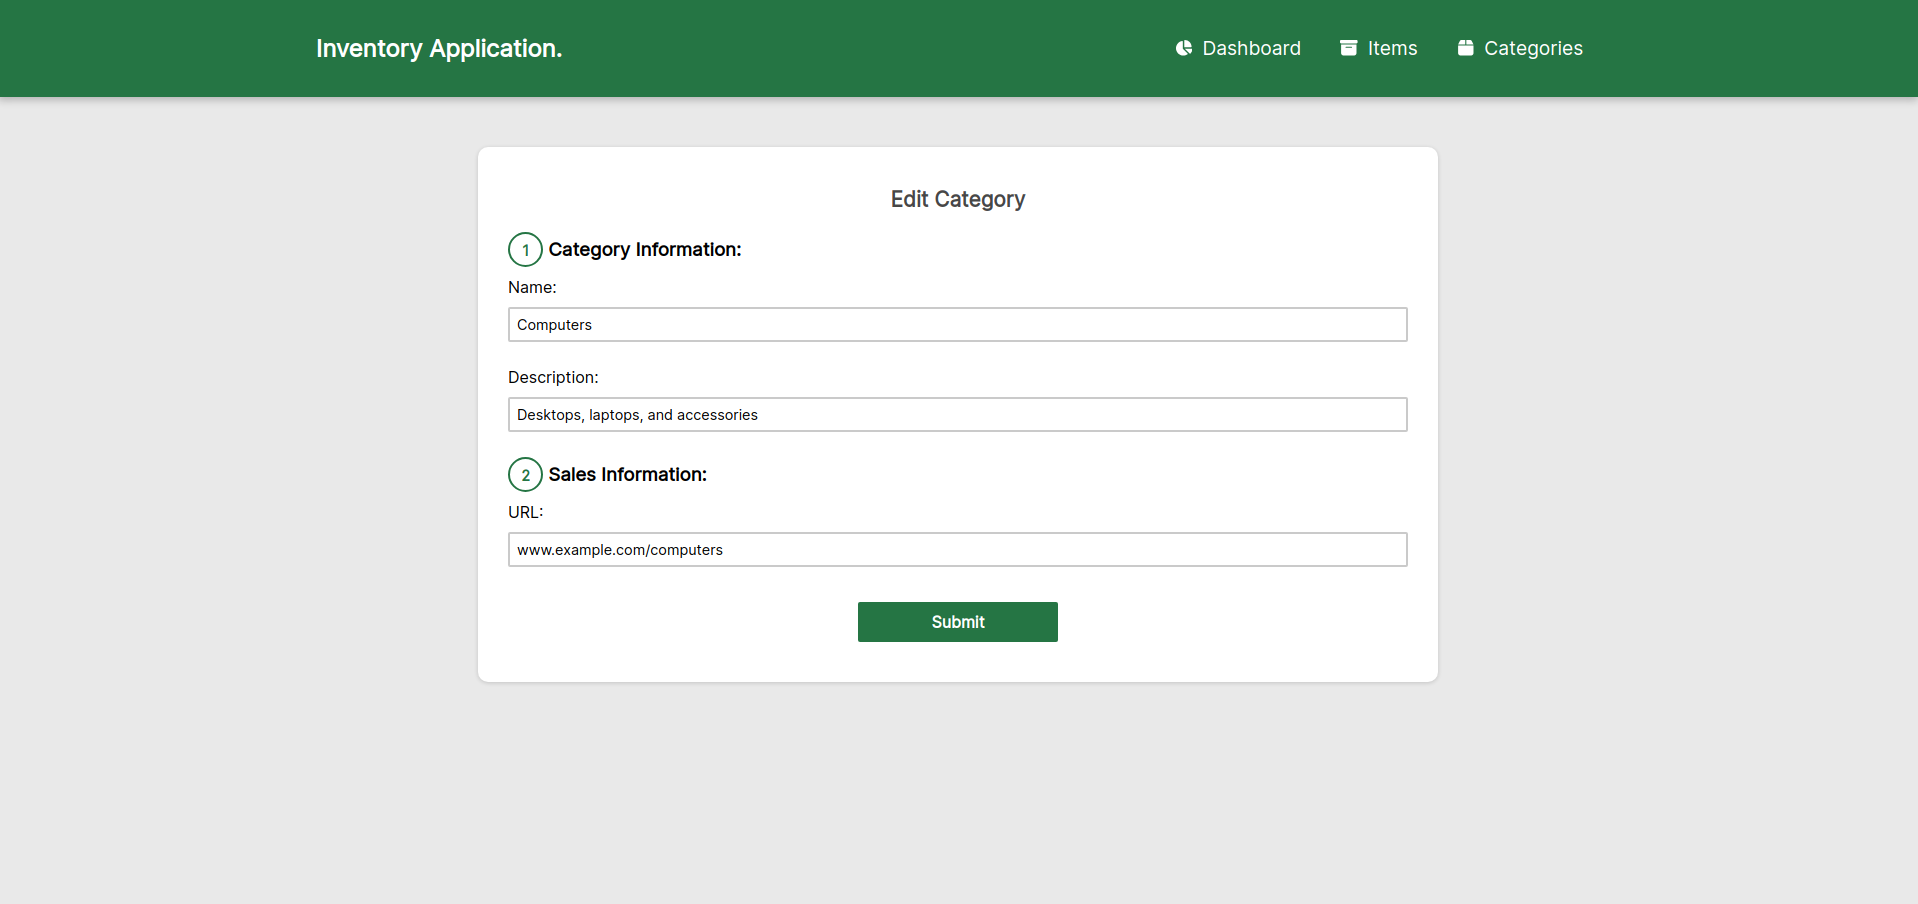 Inventory Application.
Dashboard
Items
Categories
Edit Category
1 Category Information:
Name:
Computers
Description:
Desktops, laptops, and accessories
2 Sales Information:
URL:
www.example.com/computers
Submit